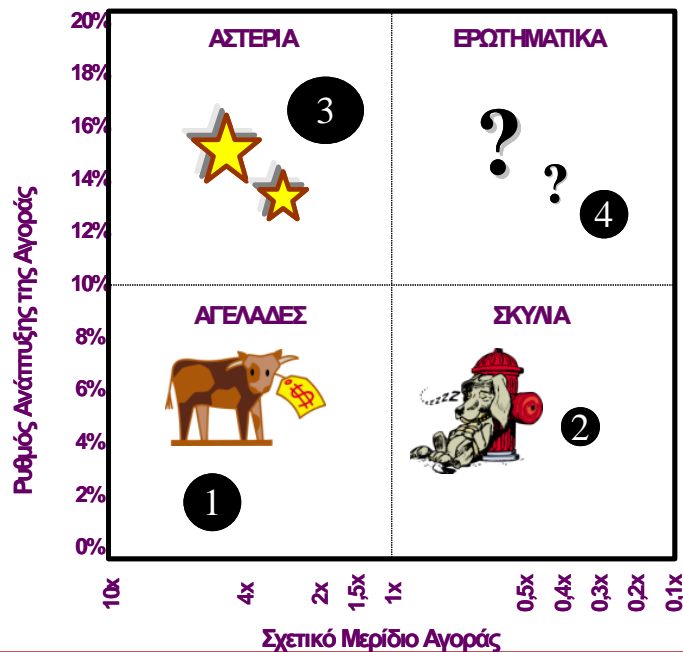 20%
18%
16%
14%
12%
10%
8%
6%
4%
2%
0%
Ρυθμός Ανάπτυξης της Αγοράς
ΑΣΤΕΡΙΑ
ΕΡΩΤΗΜΑΤΙΚΑ
3
?
?
4
ΑΓΕΛΑΔΕΣ
ΣΚΥΛΙΑ
$
zzzZZ
2
1
10x
4x
2x
1,5x
1x
0,5x
0,4x
0,3x
0,2x
0.1x
Σχετικό Μερίδιο Αγοράς